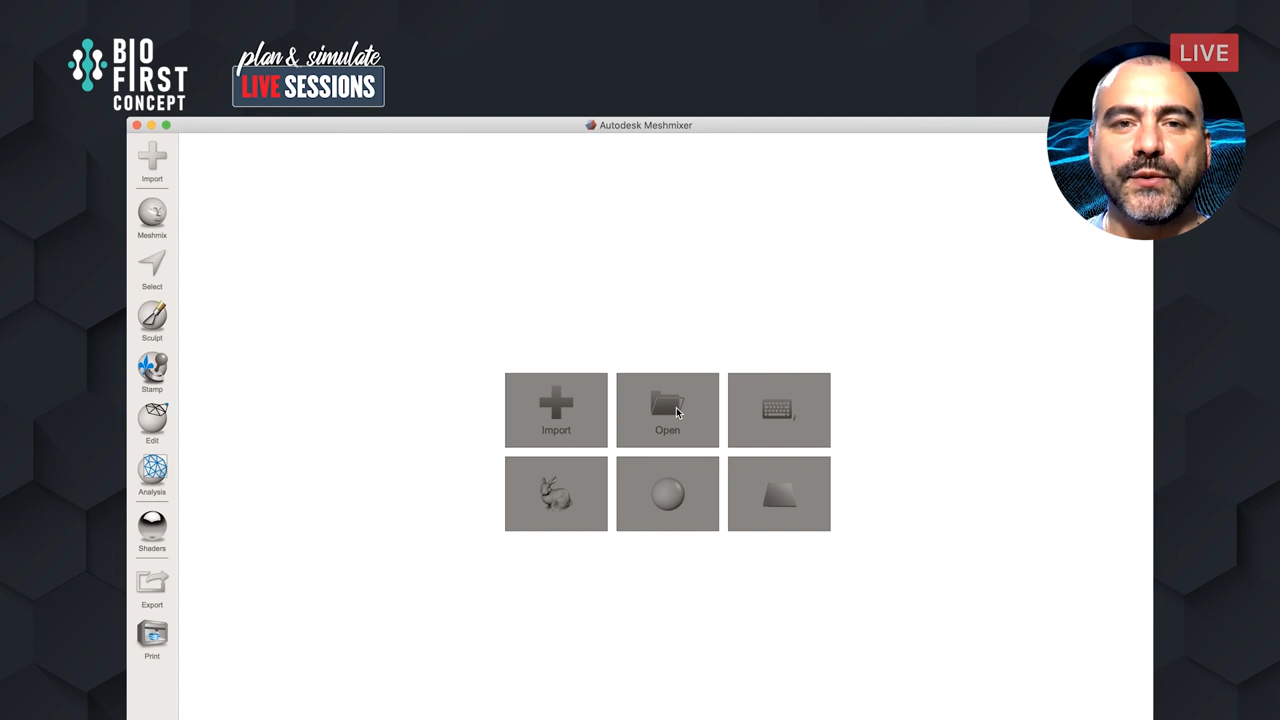 BIO
FIRST
CONCEPT
plan & simulate
LIVE SESSIONS
LIVE
Autodesk Meshmixer
Import
Meshmix
Select
Sculpt
Stamp
Edit
Analysis
Shaders
Export
Print
Import
Open